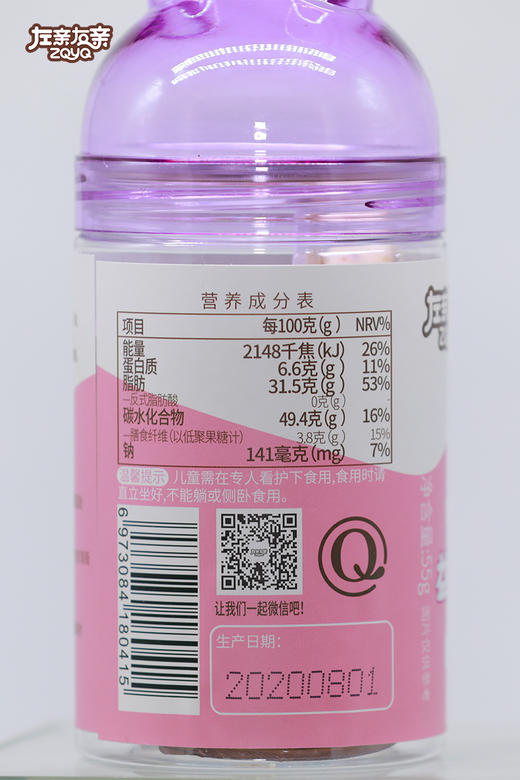 左亲右亲
ZQYQ
营养成分表
项目 每100克(g) NRV%
能量 2148千焦(kJ) 26%
蛋白质 6.6克(g) 11%
脂肪 31.5克(g) 53%
—反式脂肪酸 0克(g)
碳水化合物 49.4克(g) 16%
—膳食纤维(以低聚果糖计) 3.8克(g) 15%
钠 141毫克(mg) 7%
温馨提示 儿童需在专人看护下食用,食用时请
直立坐好,不能躺或侧卧食用。
6 973084 180415
Q
让我们一起微信吧!
生产日期:
20200801
净含量:55g
图片仅供参考